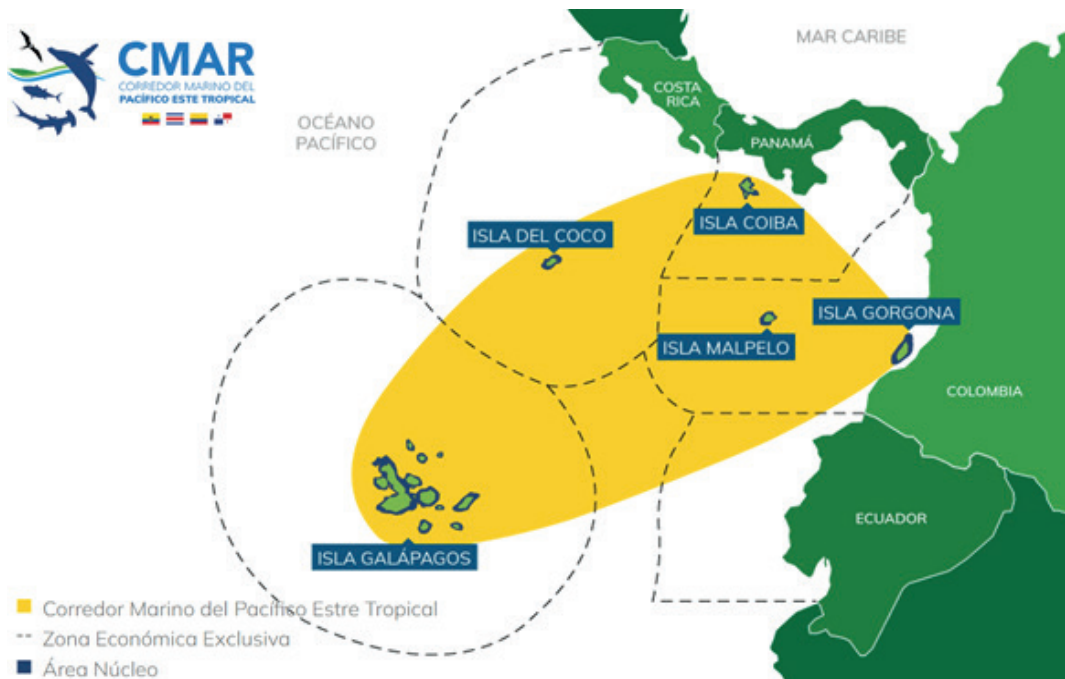 CMAR
CORREDOR MARINO DEL
PACÍFICO ESTE TROPICAL
MAR CARIBE
OCÉANO
PACÍFICO
COSTA
RICA
PANAMÁ
ISLA DEL COCO
ISLA COIBA
ISLA GORGONA
ISLA MALPELO
COLOMBIA
ECUADOR
ISLA GALÁPAGOS
Corredor Marino del Pacífico Estre Tropical
Zona Económica Exclusiva
Área Núcleo